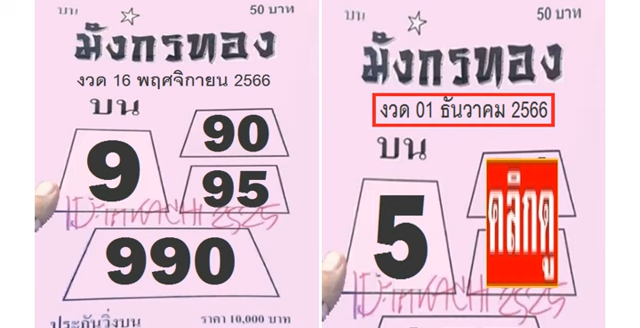 บน 50 บาท
มังกรทอง
งวด 16 พฤศจิกายน 2566
บน
9
90
95
990
ประกันวิ่งบน ราคา 10,000 บาท
บน 50 บาท
มังกรทอง
งวด 01 ธันวาคม 2566
บน
5
คลิกดู